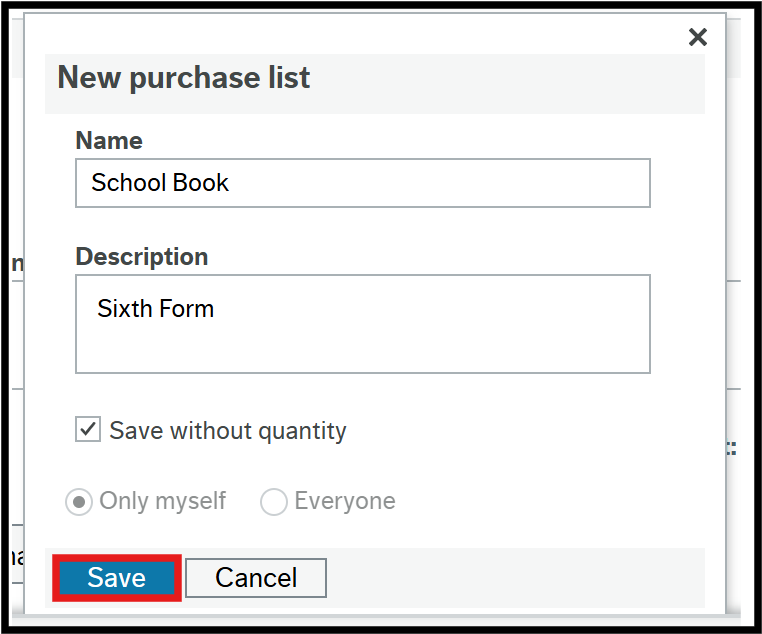 New purchase list
Name
School Book
Description
Sixth Form
Save without quantity
Only myself Everyone
Save Cancel